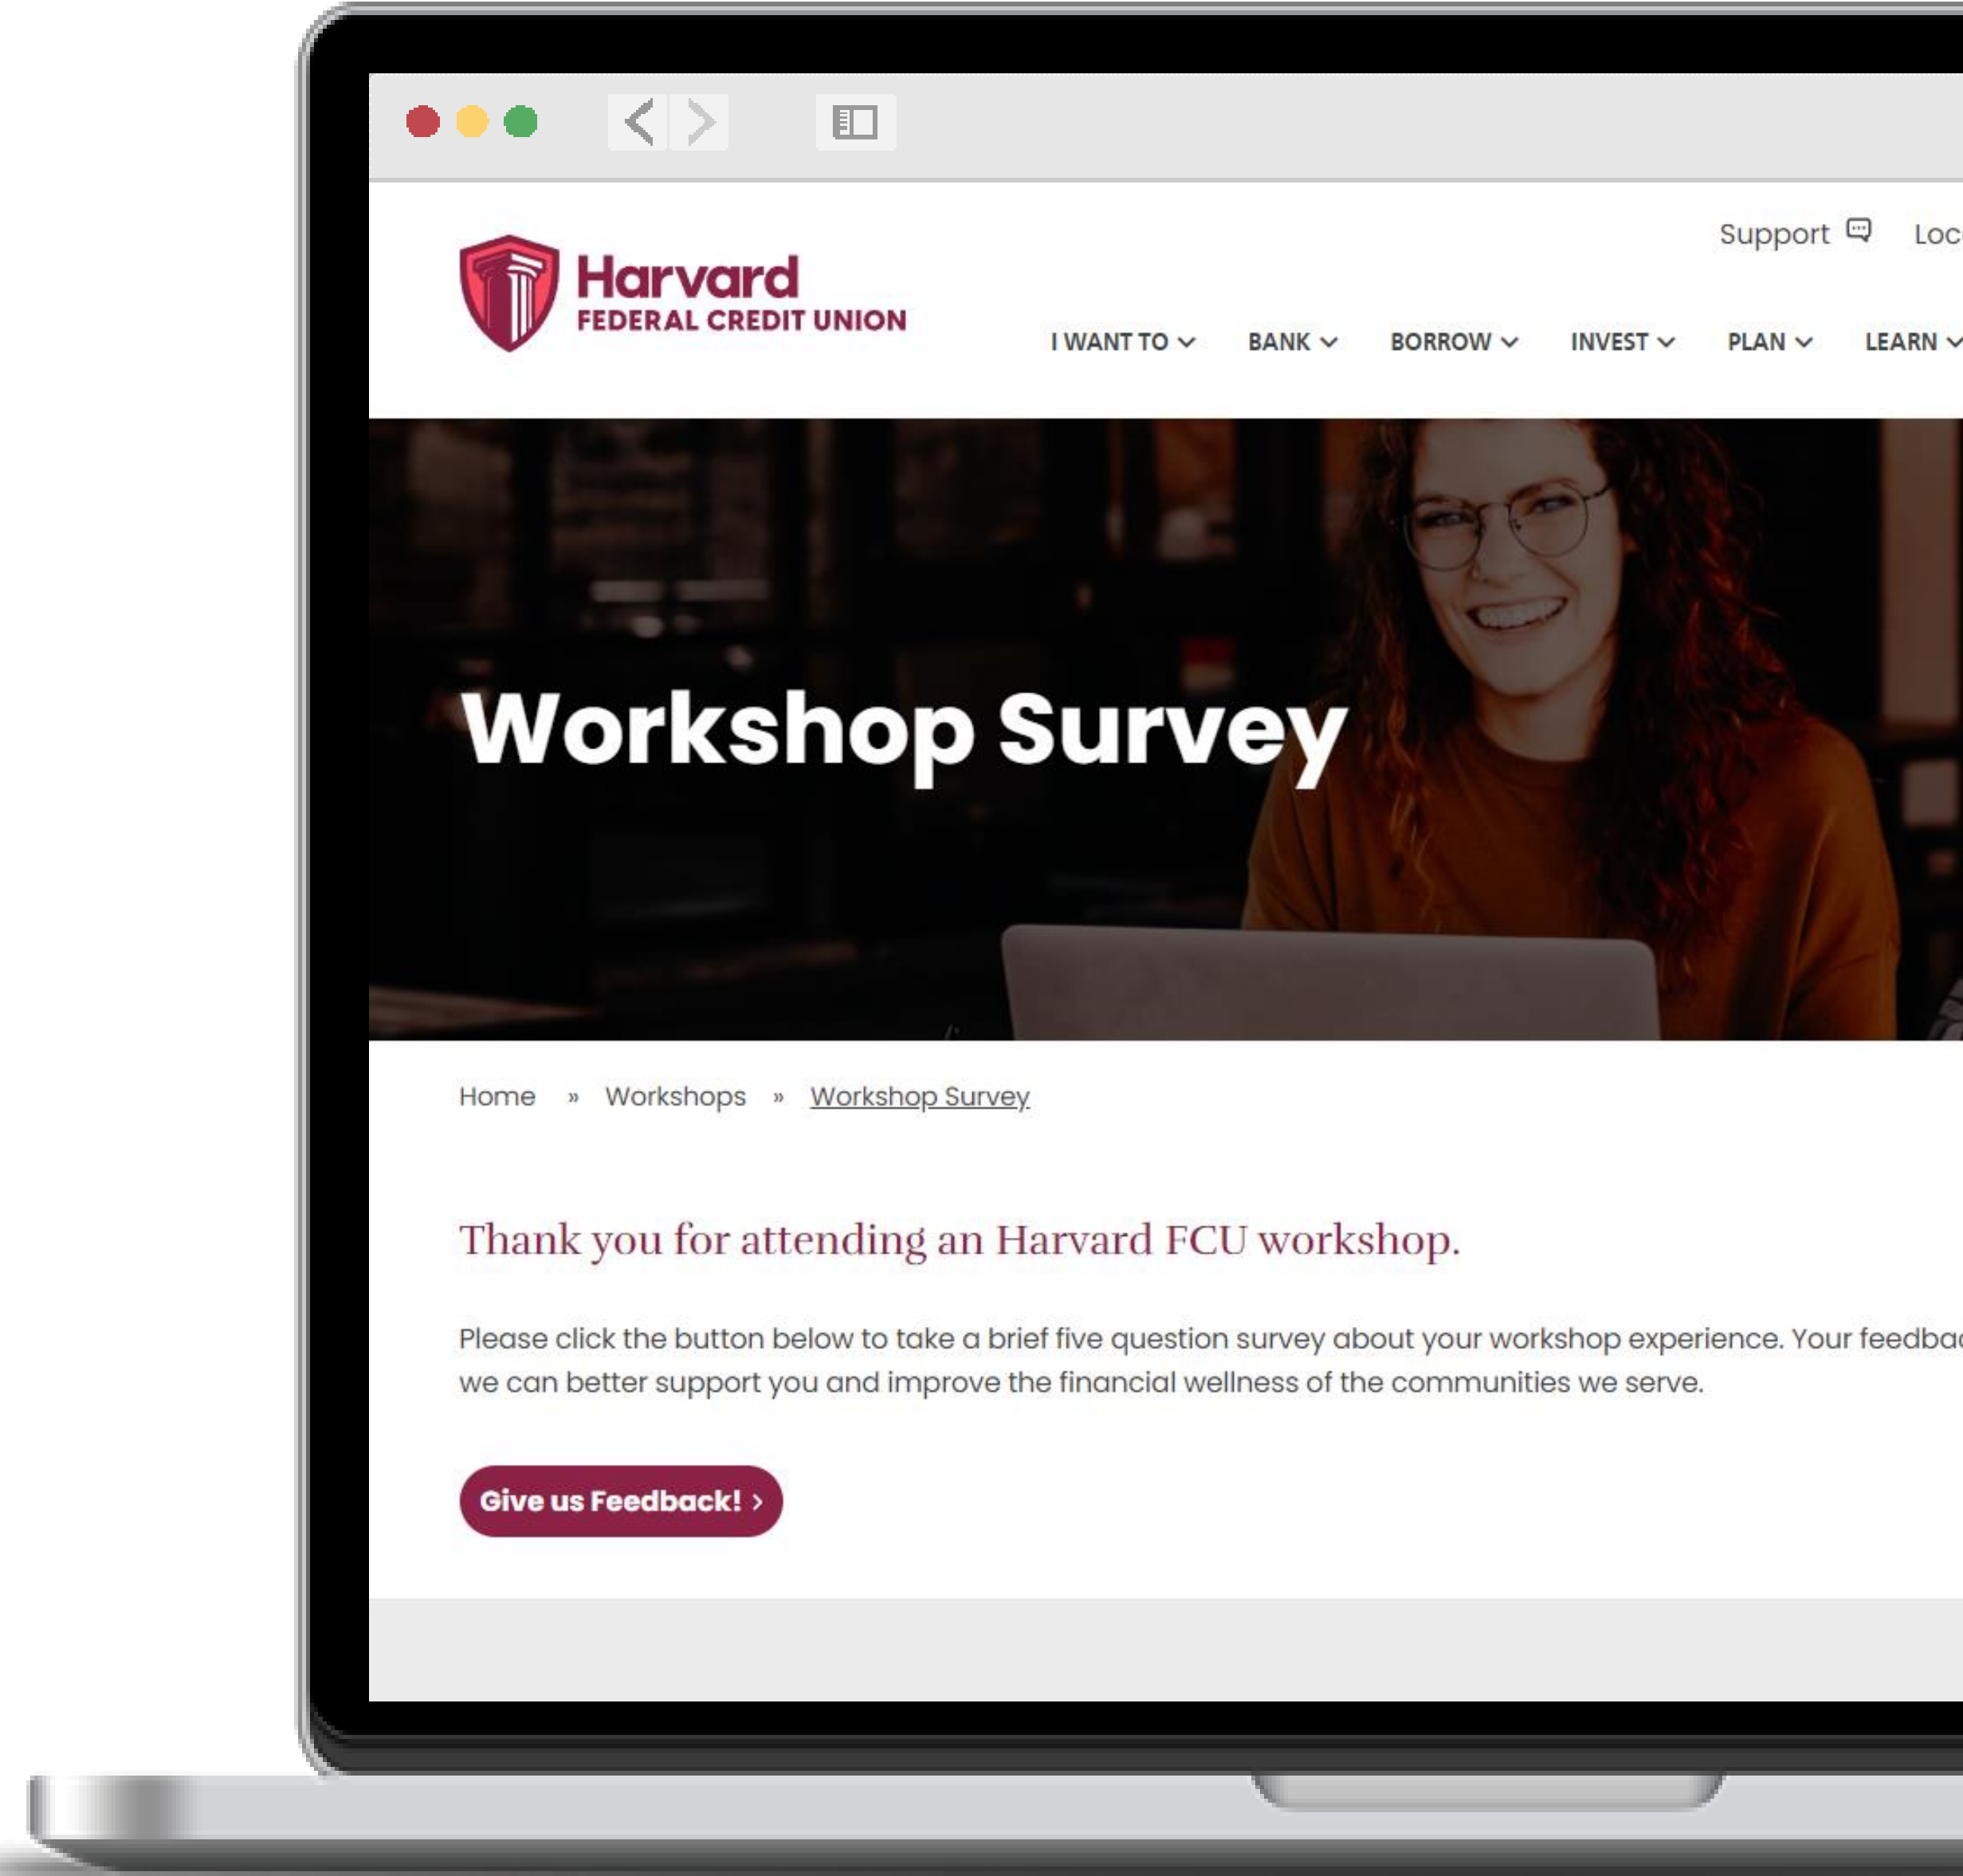 Harvard
FEDERAL CREDIT UNION
Support
I WANT TO
BANK
BORROW
INVEST
PLAN
LEARN
Workshop Survey
Home » Workshops » Workshop Survey
Thank you for attending an Harvard FCU workshop.
Please click the button below to take a brief five question survey about your workshop experience. Your
we can better support you and improve the financial wellness of the communities we serve.
Give us Feedback! >